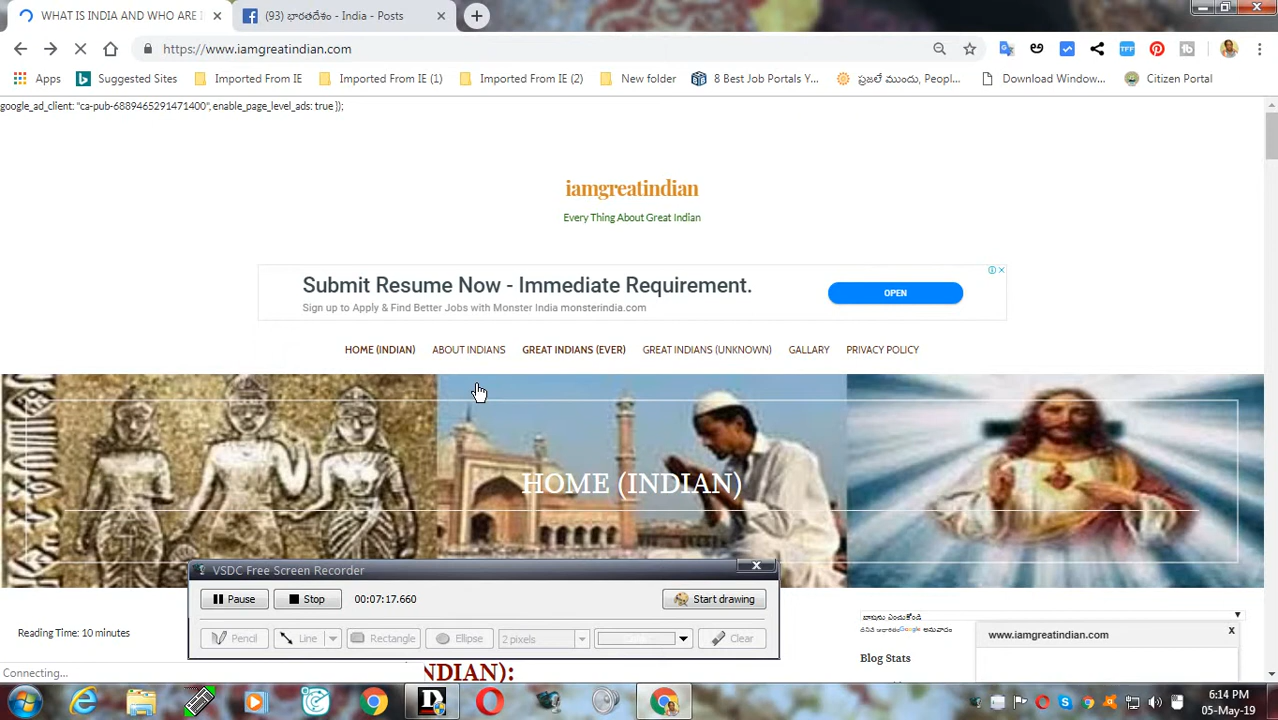 WHAT IS INDIA AND WHO ARE I
(93) భారతదేశం - India - Posts
https://www.iamgreatindian.com
Apps Suggested Sites Imported From IE Imported From IE (1) Imported From IE (2) New folder 8 Best Job Portals Y... ప్రజలే ముందు, Peopl... Download Window... Citizen Portal
google_ad_client: "ca-pub-6889465291471400", enable_page_level_ads: true });
iamgreatindian
Every Thing About Great Indian
Submit Resume Now - Immediate Requirement.
Sign up to Apply & Find Better Jobs with Monster India monsterindia.com
OPEN
HOME (INDIAN) ABOUT INDIANS GREAT INDIANS (EVER) GREAT INDIANS (UNKNOWN) GALLARY PRIVACY POLICY
HOME (INDIAN)
VSDC Free Screen Recorder
Pause Stop 00:07:17.660 Start drawing
Pencil Line Rectangle Ellipse 2 pixels Clear
Reading Time: 10 minutes
www.iamgreatindian.com
Blog Stats
Connecting...
NDIAN):
6:14 PM
05-May-19